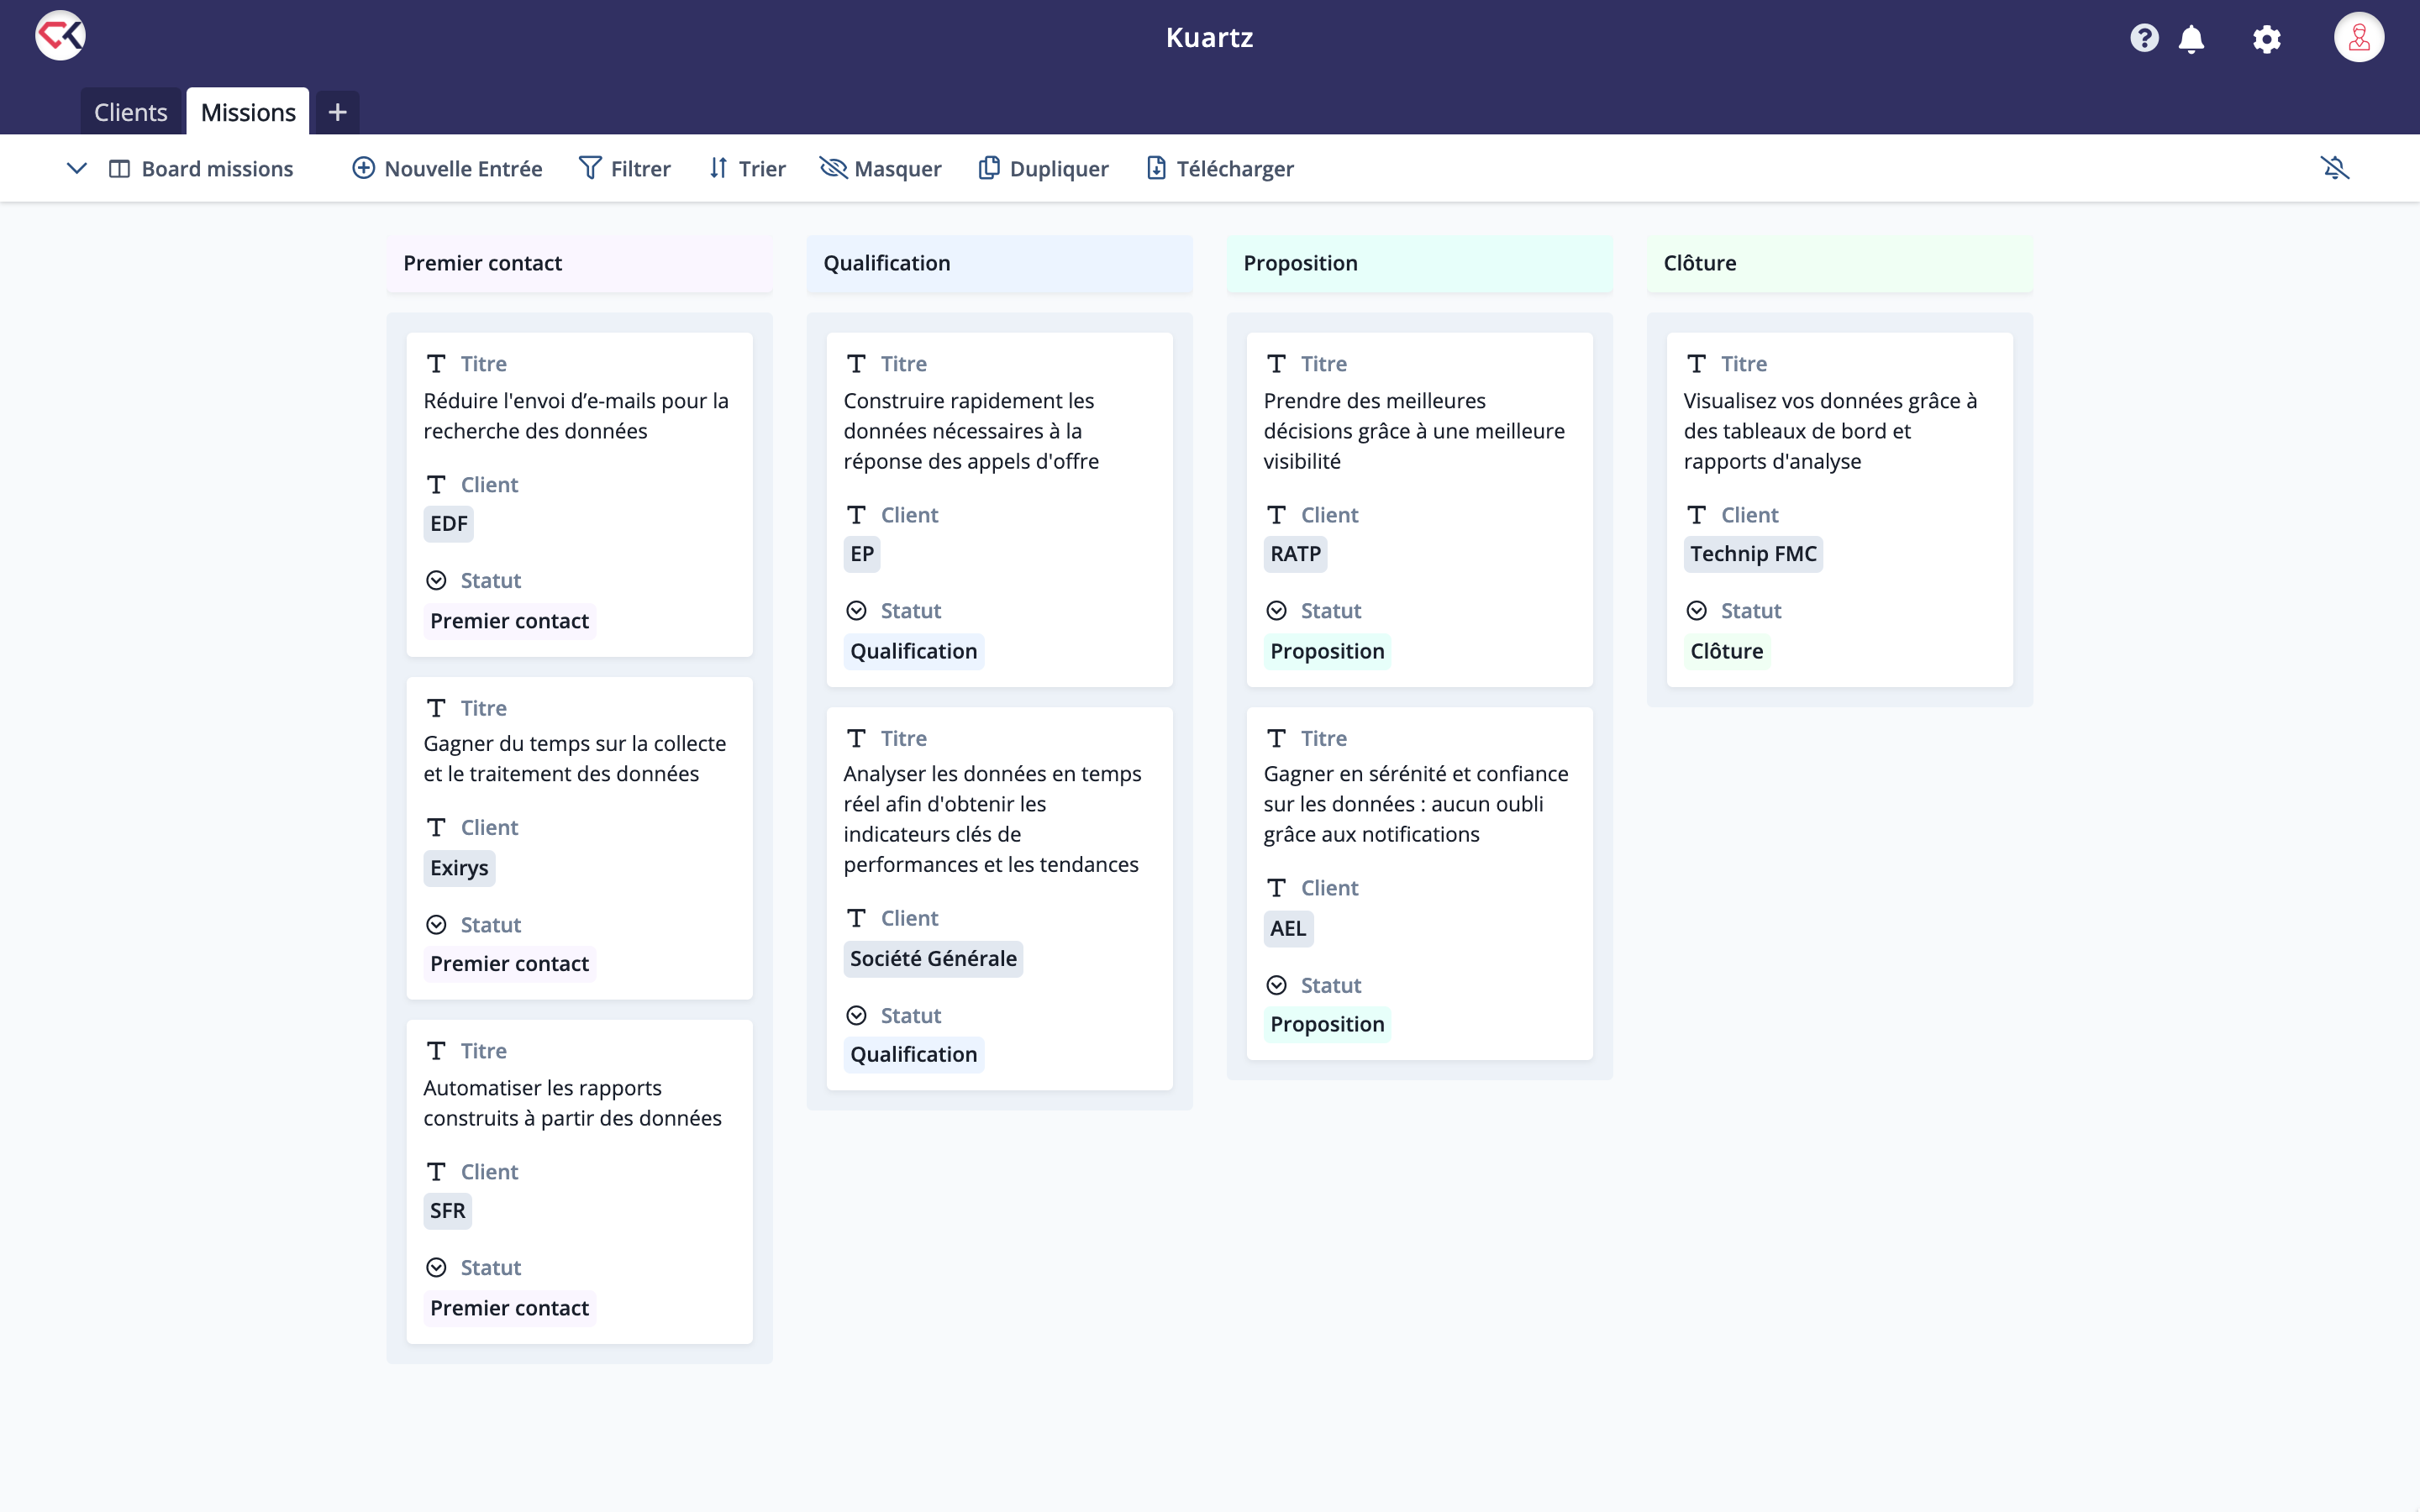 Kuartz
Clients
Missions
Board missions
Nouvelle Entrée
Filtrer
Trier
Masquer
Dupliquer
Télécharger
Premier contact
Titre
Réduire l'envoi d’e-mails pour la
recherche des données
Client
EDF
Statut
Premier contact
Titre
Gagner du temps sur la collecte
et le traitement des données
Client
Exirys
Statut
Premier contact
Titre
Automatiser les rapports
construits à partir des données
Client
SFR
Statut
Premier contact
Qualification
Titre
Construire rapidement les
données nécessaires à la
réponse des appels d'offre
Client
EP
Statut
Qualification
Titre
Analyser les données en temps
réel afin d'obtenir les
indicateurs clés de
performances et les tendances
Client
Société Générale
Statut
Qualification
Proposition
Titre
Prendre des meilleures
décisions grâce à une meilleure
visibilité
Client
RATP
Statut
Proposition
Titre
Gagner en sérénité et confiance
sur les données : aucun oubli
grâce aux notifications
Client
AEL
Statut
Proposition
Clôture
Titre
Visualisez vos données grâce à
des tableaux de bord et
rapports d'analyse
Client
Technip FMC
Statut
Clôture